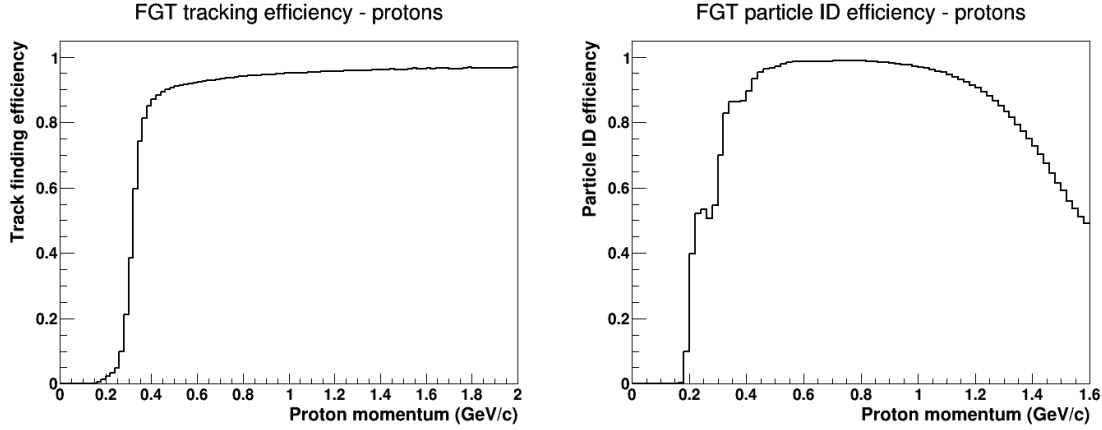 FGT tracking efficiency - protons
Track finding efficiency
1
0.8
0.6
0.4
0.2
0
0 0.2 0.4 0.6 0.8 1 1.2 1.4 1.6 1.8 2
Proton momentum (GeV/c)
FGT particle ID efficiency - protons
Particle ID efficiency
1
0.8
0.6
0.4
0.2
0
0 0.2 0.4 0.6 0.8 1 1.2 1.4 1.6
Proton momentum (GeV/c)